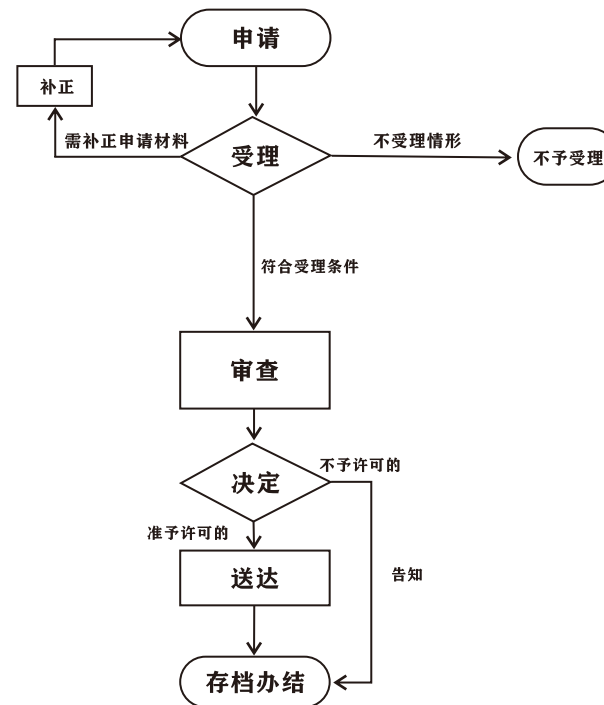 申请
补正
需补正申请材料
受理
不受理情形
不予受理
符合受理条件
审查
决定
不予许可的
准予许可的
送达
告知
存档办结